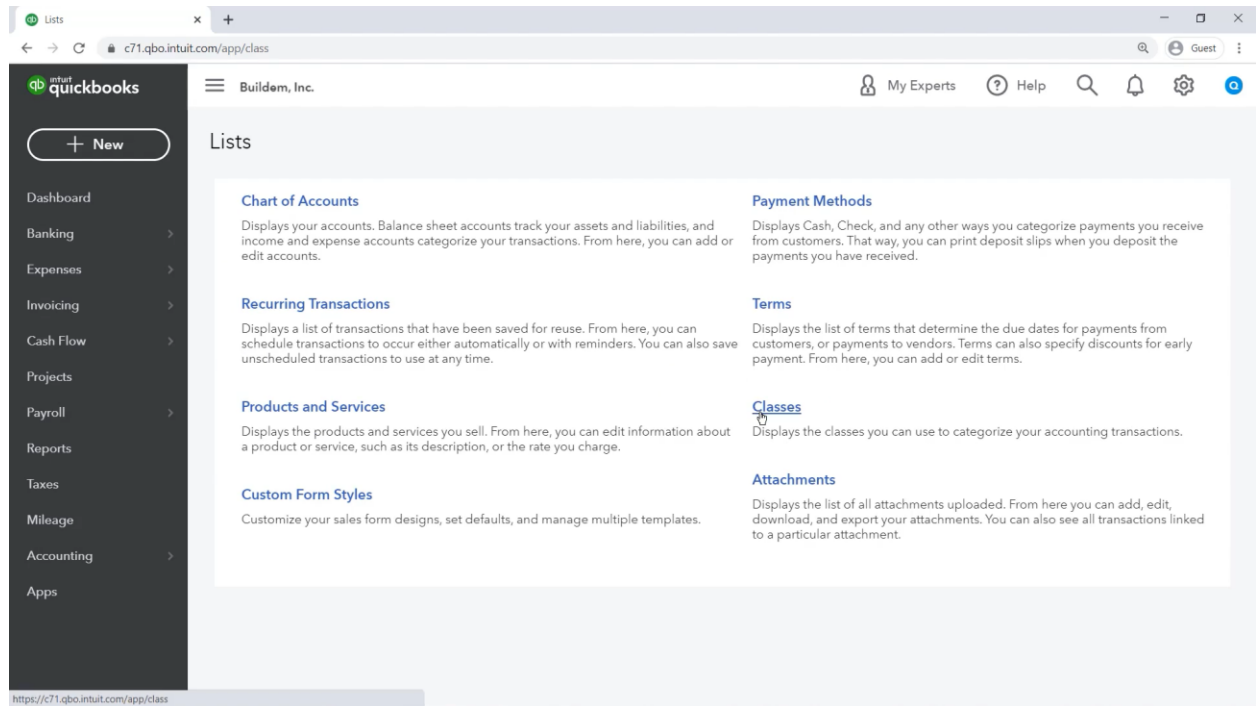 Lists
c71.qbo.intuit.com/app/class
Guest
intuit
quickbooks
Buildem, Inc.
My Experts
Help
+ New
Dashboard
Banking
Expenses
Invoicing
Cash Flow
Projects
Payroll
Reports
Taxes
Mileage
Accounting
Apps
Lists
Chart of Accounts
Displays your accounts. Balance sheet accounts track your assets and liabilities, and
income and expense accounts categorize your transactions. From here, you can add or
edit accounts.
Recurring Transactions
Displays a list of transactions that have been saved for reuse. From here, you can
schedule transactions to occur either automatically or with reminders. You can also save
unscheduled transactions to use at any time.
Products and Services
Displays the products and services you sell. From here, you can edit information about
a product or service, such as its description, or the rate you charge.
Custom Form Styles
Customize your sales form designs, set defaults, and manage multiple templates.
Payment Methods
Displays Cash, Check, and any other ways you categorize payments you receive
from customers. That way, you can print deposit slips when you deposit the
payments you have received.
Terms
Displays the list of terms that determine the due dates for payments from
customers, or payments to vendors. Terms can also specify discounts for early
payment. From here, you can add or edit terms.
Classes
Displays the classes you can use to categorize your accounting transactions.
Attachments
Displays the list of all attachments uploaded. From here you can add, edit,
download, and export your attachments. You can also see all transactions linked
to a particular attachment.
https://c71.qbo.intuit.com/app/class